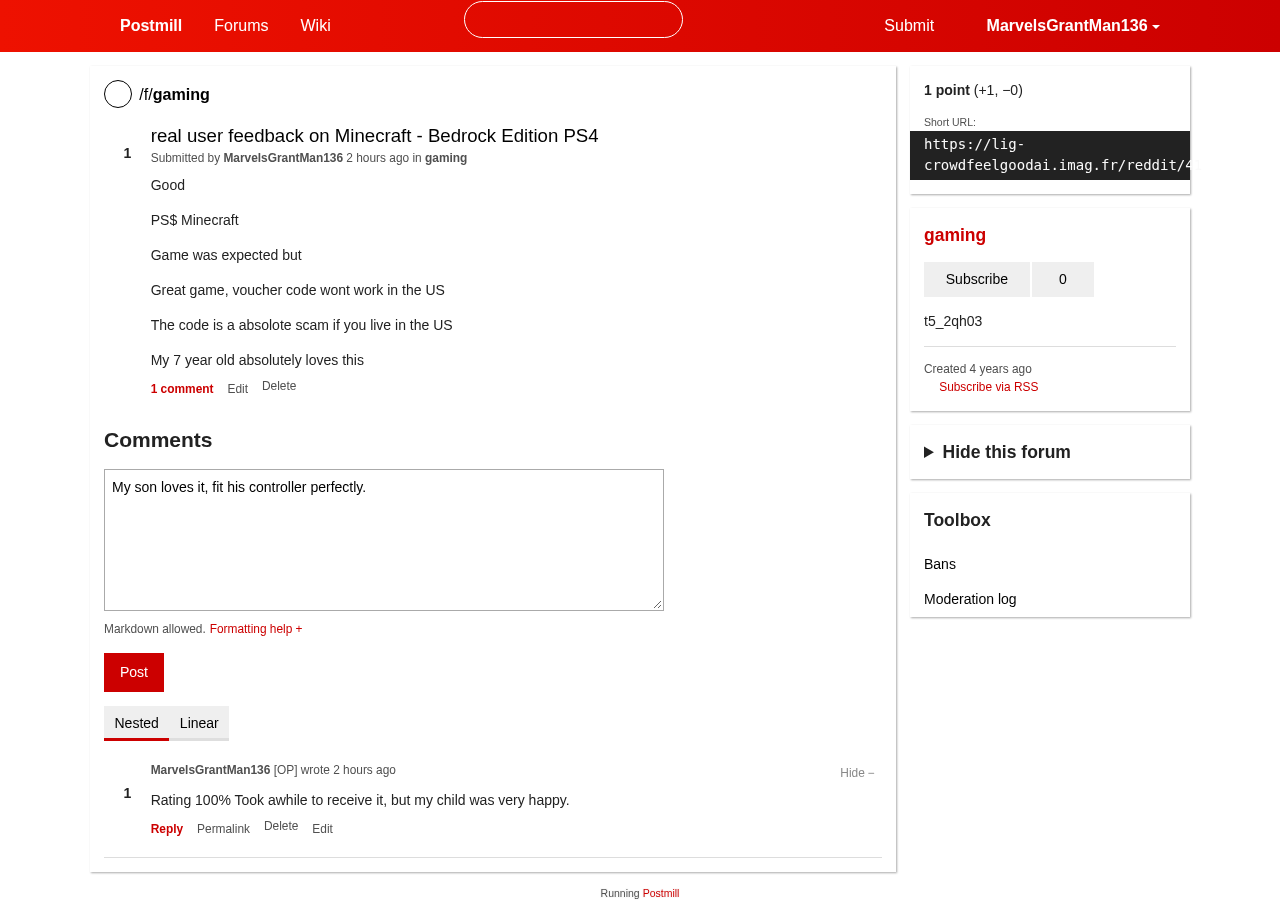 Postmill Forums Wiki Submit MarvelsGrantMan136
/f/gaming
1
real user feedback on Minecraft - Bedrock Edition PS4
Submitted by MarvelsGrantMan136 2 hours ago in gaming
Good
PS$ Minecraft
Game was expected but
Great game, voucher code wont work in the US
The code is a absolote scam if you live in the US
My 7 year old absolutely loves this
1 comment Edit Delete
Comments
My son loves it, fit his controller perfectly.
Markdown allowed. Formatting help +
Post
Nested Linear
MarvelsGrantMan136 [OP] wrote 2 hours ago
Hide −
1
Rating 100% Took awhile to receive it, but my child was very happy.
Reply Permalink Delete Edit
1 point (+1, −0)
Short URL:
https://lig-
crowdfeelgoodai.imag.fr/reddit/4
gaming
Subscribe 0
t5_2qh03
Created 4 years ago
Subscribe via RSS
Hide this forum
Toolbox
Bans
Moderation log
Running Postmill